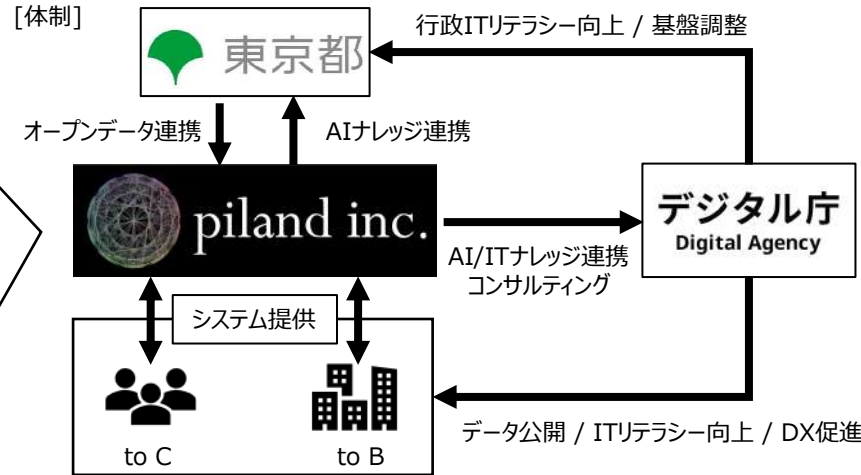 [体制]
東京都
行政ITリテラシー向上 / 基盤調整
オープンデータ連携
AIナレッジ連携
piland inc.
デジタル庁
Digital Agency
AI/ITナレッジ連携
コンサルティング
システム提供
to C
to B
データ公開 / ITリテラシー向上 / DX促進